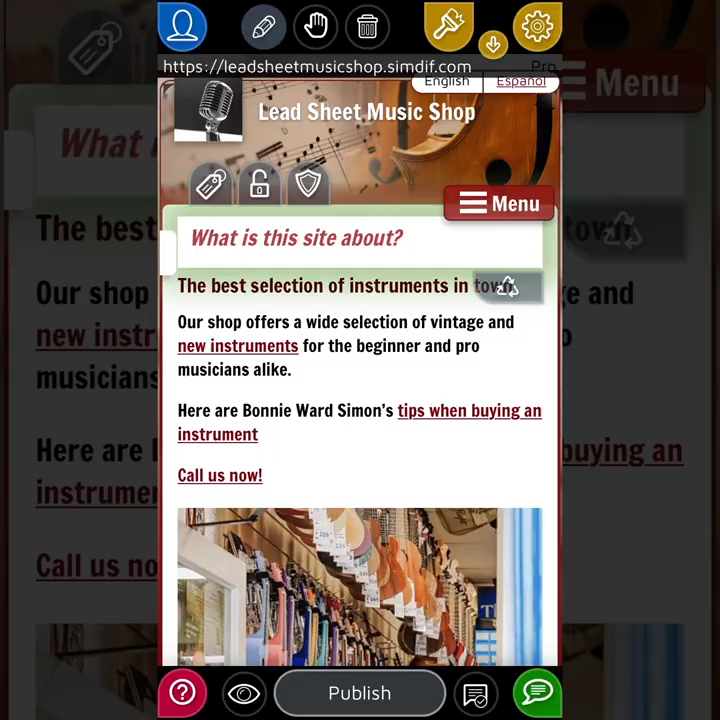 https://leadsheetmusicshop.simdif.com
Pro
English Español
Lead Sheet Music Shop
Menu
What is this site about?
The best selection of instruments in town
Our shop offers a wide selection of vintage and
new instruments for the beginner and pro
musicians alike.
Here are Bonnie Ward Simon's tips when buying an
instrument
Call us now!
Publish